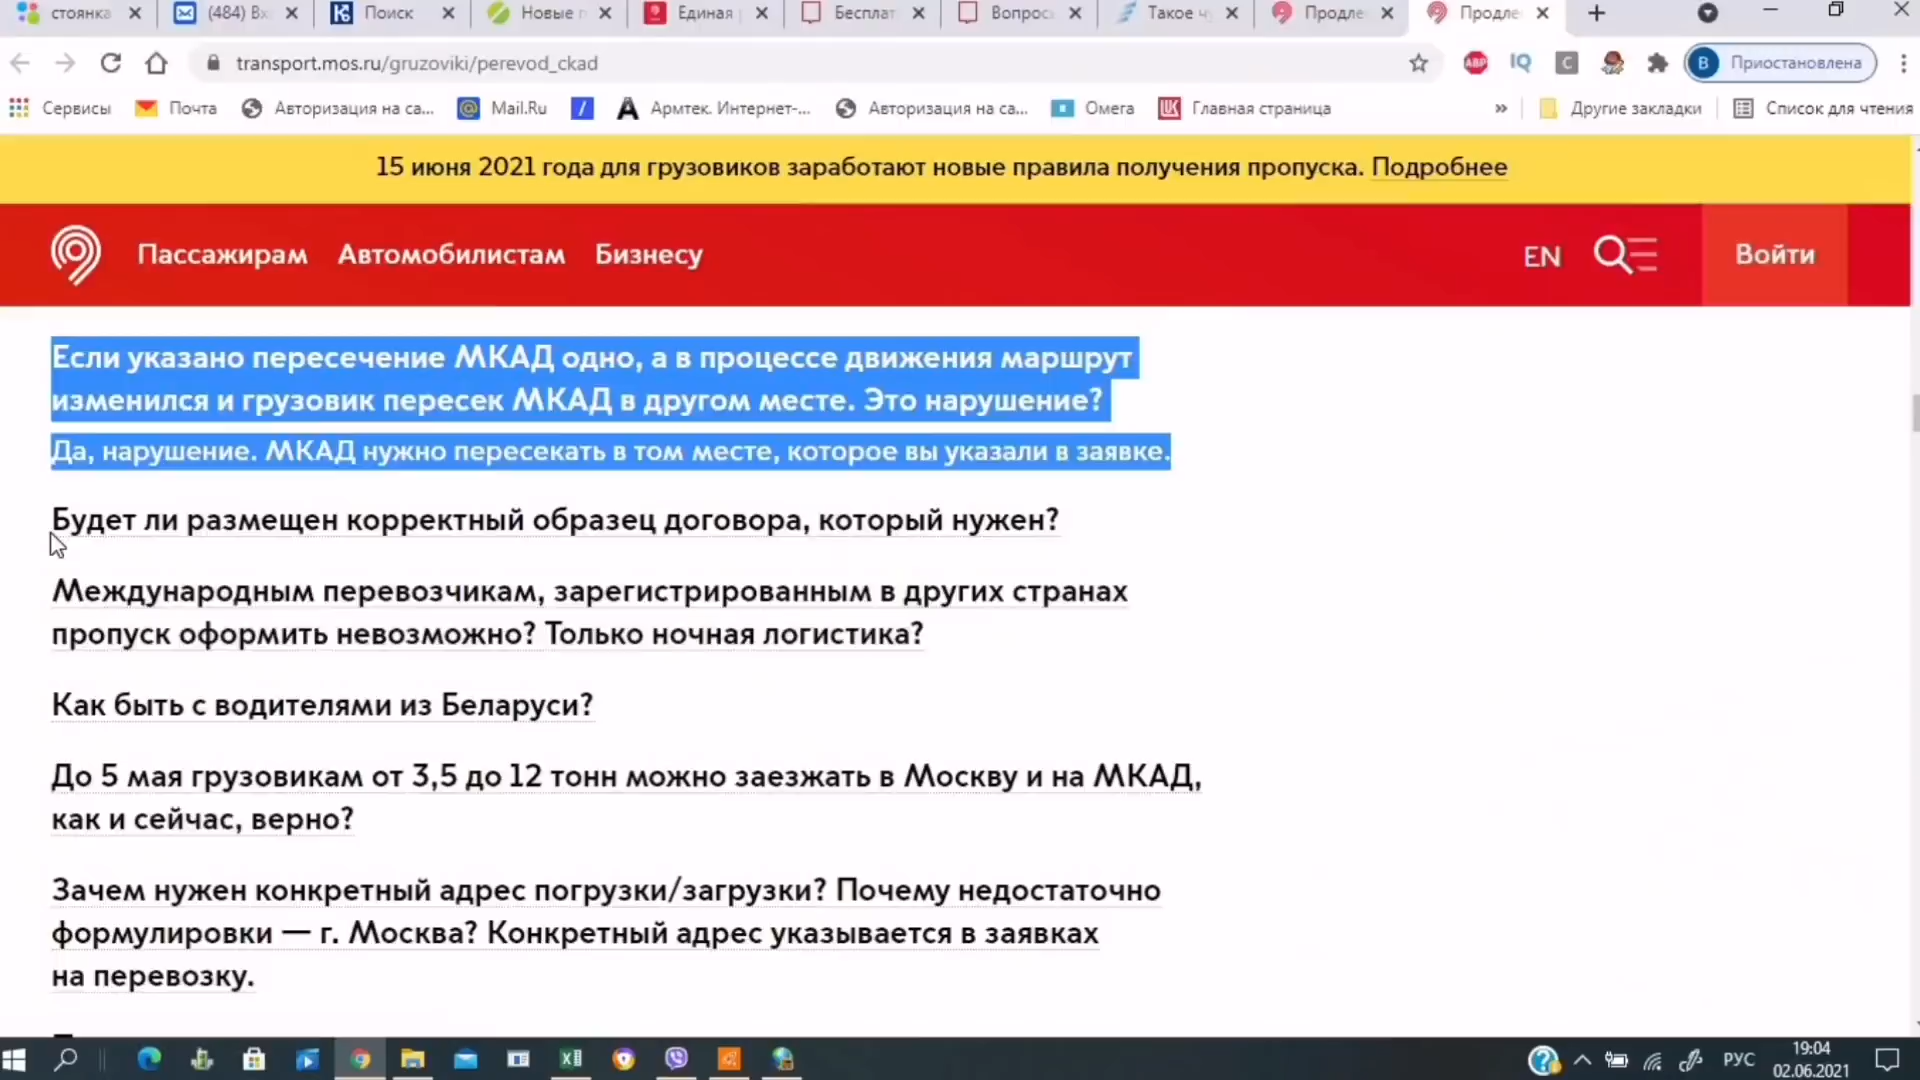 стоянка
(484) Вх
Поиск
Новые п
Единая
Бесплат
Вопрос
Такое ч
Продле
Продле
transport.mos.ru/gruzoviki/perevod_ckad
ABP
IQ
C
B
Приостановлена
Сервисы
Почта
Авторизация на са...
Mail.Ru
Армтек. Интернет-...
Авторизация на са...
Омега
Главная страница
»
Другие закладки
Список для чтения
15 июня 2021 года для грузовиков заработают новые правила получения пропуска. Подробнее
Пассажирам Автомобилистам Бизнесу
EN
Войти
Если указано пересечение МКАД одно, а в процессе движения маршрут
изменился и грузовик пересек МКАД в другом месте. Это нарушение?
Да, нарушение. МКАД нужно пересекать в том месте, которое вы указали в заявке.
Будет ли размещен корректный образец договора, который нужен?
Международным перевозчикам, зарегистрированным в других странах
пропуск оформить невозможно? Только ночная логистика?
Как быть с водителями из Беларуси?
До 5 мая грузовикам от 3,5 до 12 тонн можно заезжать в Москву и на МКАД,
как и сейчас, верно?
Зачем нужен конкретный адрес погрузки/загрузки? Почему недостаточно
формулировки — г. Москва? Конкретный адрес указывается в заявках
на перевозку.
РУС
19:04
02.06.2021